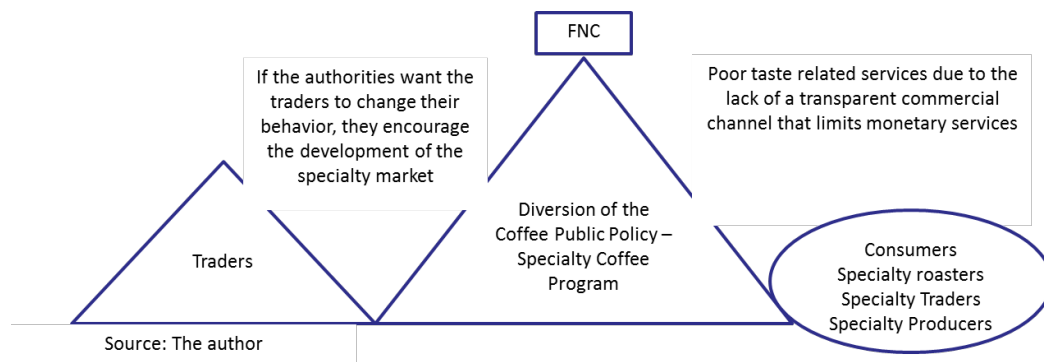 FNC
If the authorities want the
traders to change their
behavior, they encourage
the development of the
specialty market
Poor taste related services due to the
lack of a transparent commercial
channel that limits monetary services
Traders
Diversion of the
Coffee Public Policy –
Specialty Coffee
Program
Consumers
Specialty roasters
Specialty Traders
Specialty Producers
Source: The author